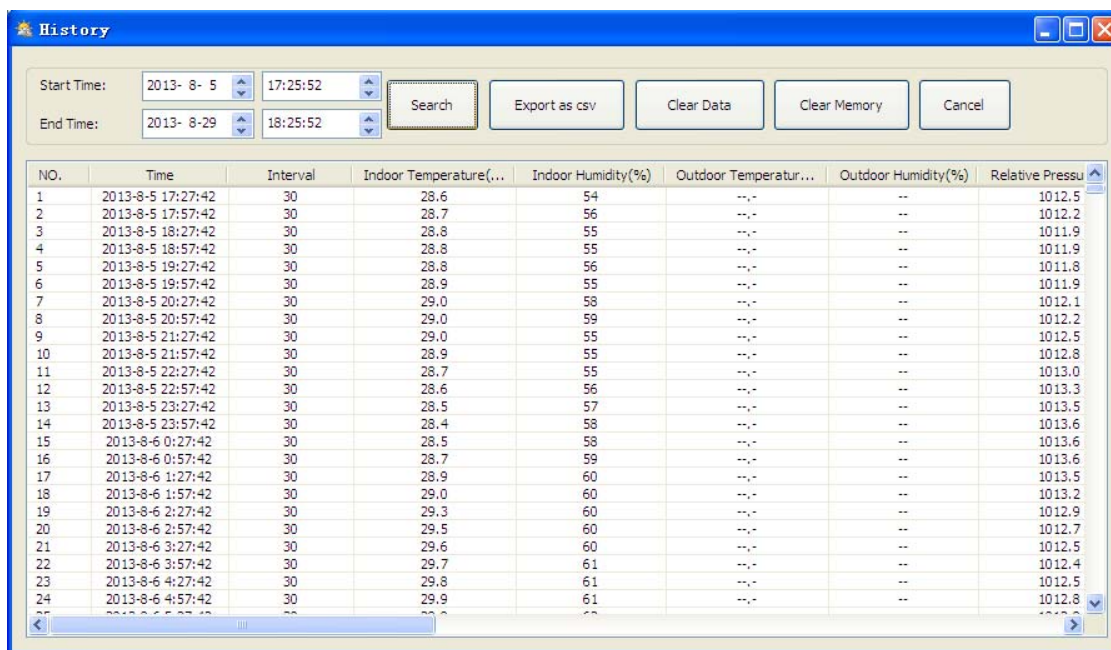 History
Start Time: 2013- 8- 5 17:25:52
End Time: 2013- 8-29 18:25:52
Search Export as csv Clear Data Clear Memory Cancel
NO. Time Interval Indoor Temperature(... Indoor Humidity(%) Outdoor Temperatur... Outdoor Humidity(%) Relative Pressu
1 2013-8-5 17:27:42 30 28.6 54 --.- -- 1012.5
2 2013-8-5 17:57:42 30 28.7 56 --.- -- 1012.2
3 2013-8-5 18:27:42 30 28.8 55 --.- -- 1011.9
4 2013-8-5 18:57:42 30 28.8 55 --.- -- 1011.9
5 2013-8-5 19:27:42 30 28.8 56 --.- -- 1011.8
6 2013-8-5 19:57:42 30 28.9 55 --.- -- 1011.9
7 2013-8-5 20:27:42 30 29.0 58 --.- -- 1012.1
8 2013-8-5 20:57:42 30 29.0 59 --.- -- 1012.2
9 2013-8-5 21:27:42 30 29.0 55 --.- -- 1012.5
10 2013-8-5 21:57:42 30 28.9 55 --.- -- 1012.8
11 2013-8-5 22:27:42 30 28.7 55 --.- -- 1013.0
12 2013-8-5 22:57:42 30 28.6 56 --.- -- 1013.3
13 2013-8-5 23:27:42 30 28.5 57 --.- -- 1013.5
14 2013-8-5 23:57:42 30 28.4 58 --.- -- 1013.6
15 2013-8-6 0:27:42 30 28.5 58 --.- -- 1013.6
16 2013-8-6 0:57:42 30 28.7 59 --.- -- 1013.6
17 2013-8-6 1:27:42 30 28.9 60 --.- -- 1013.5
18 2013-8-6 1:57:42 30 29.0 60 --.- -- 1013.2
19 2013-8-6 2:27:42 30 29.3 60 --.- -- 1012.9
20 2013-8-6 2:57:42 30 29.5 60 --.- -- 1012.7
21 2013-8-6 3:27:42 30 29.6 60 --.- -- 1012.5
22 2013-8-6 3:57:42 30 29.7 61 --.- -- 1012.4
23 2013-8-6 4:27:42 30 29.8 61 --.- -- 1012.5
24 2013-8-6 4:57:42 30 29.9 61 --.- -- 1012.8